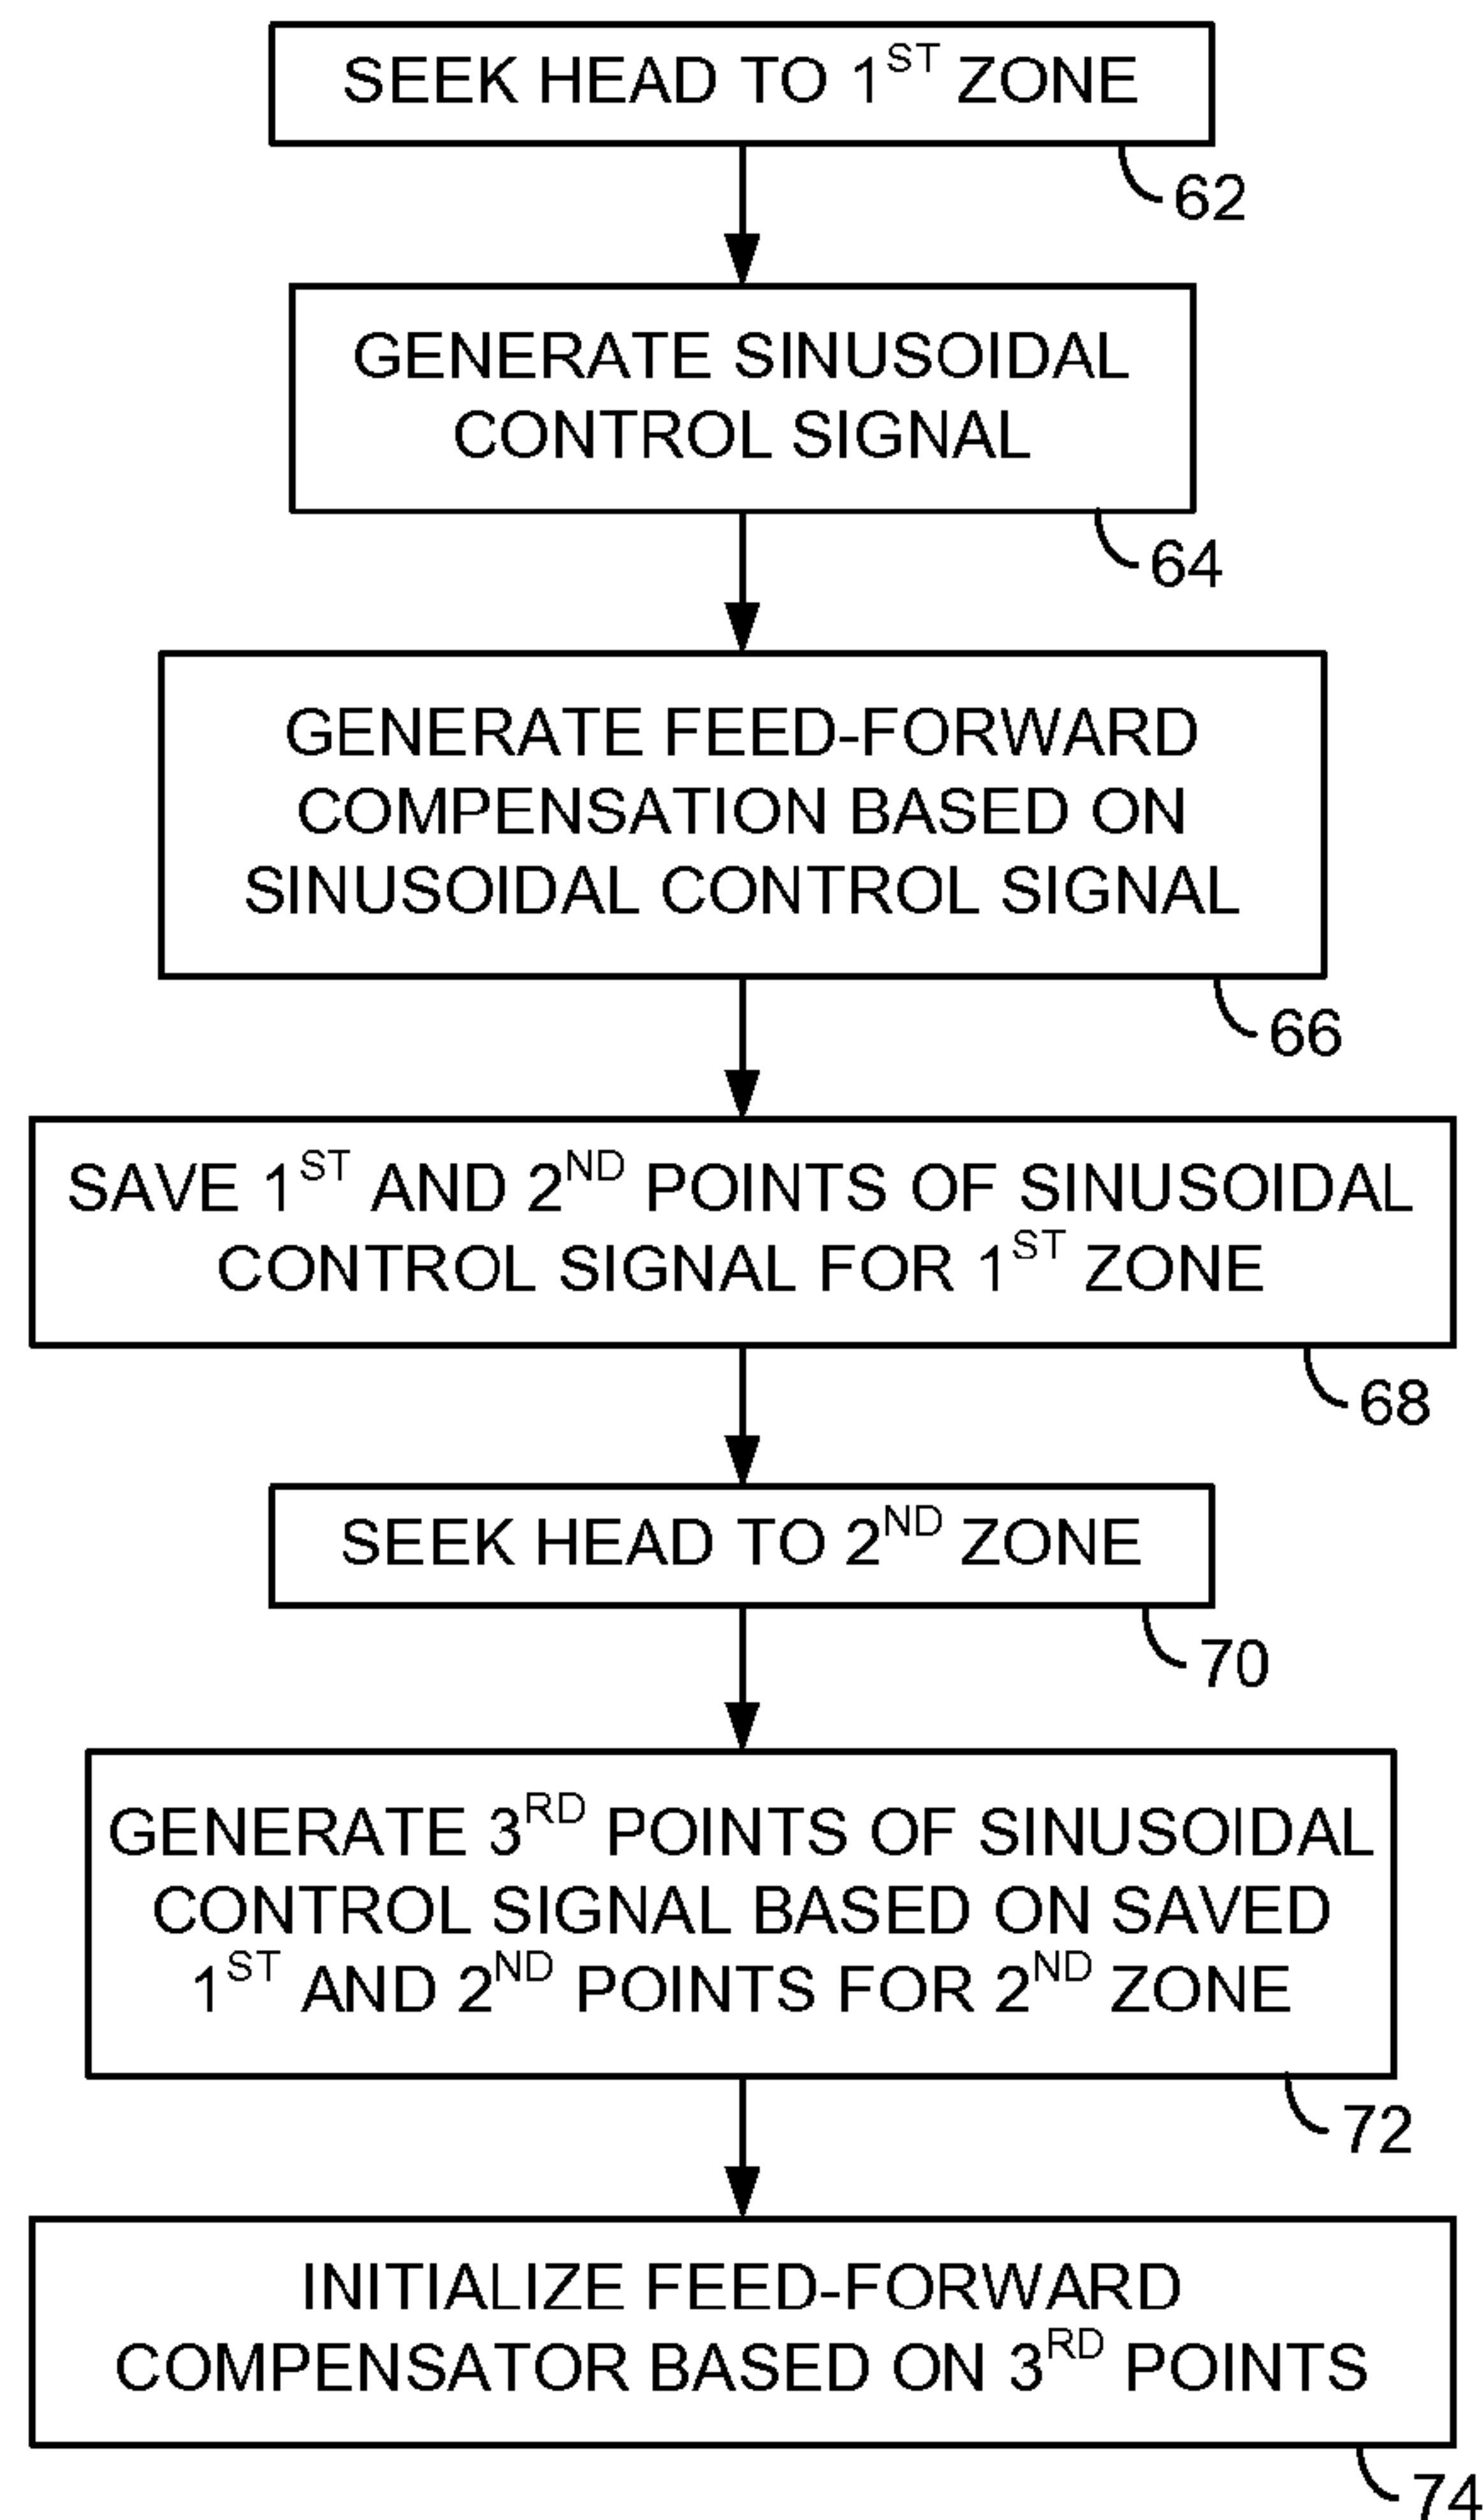 SEEK HEAD TO 1ST ZONE
62
GENERATE SINUSOIDAL
CONTROL SIGNAL
64
GENERATE FEED-FORWARD
COMPENSATION BASED ON
SINUSOIDAL CONTROL SIGNAL
66
SAVE 1ST AND 2ND POINTS OF SINUSOIDAL
CONTROL SIGNAL FOR 1ST ZONE
68
SEEK HEAD TO 2ND ZONE
70
GENERATE 3RD POINTS OF SINUSOIDAL
CONTROL SIGNAL BASED ON SAVED
1ST AND 2ND POINTS FOR 2ND ZONE
72
INITIALIZE FEED-FORWARD
COMPENSATOR BASED ON 3RD POINTS
74